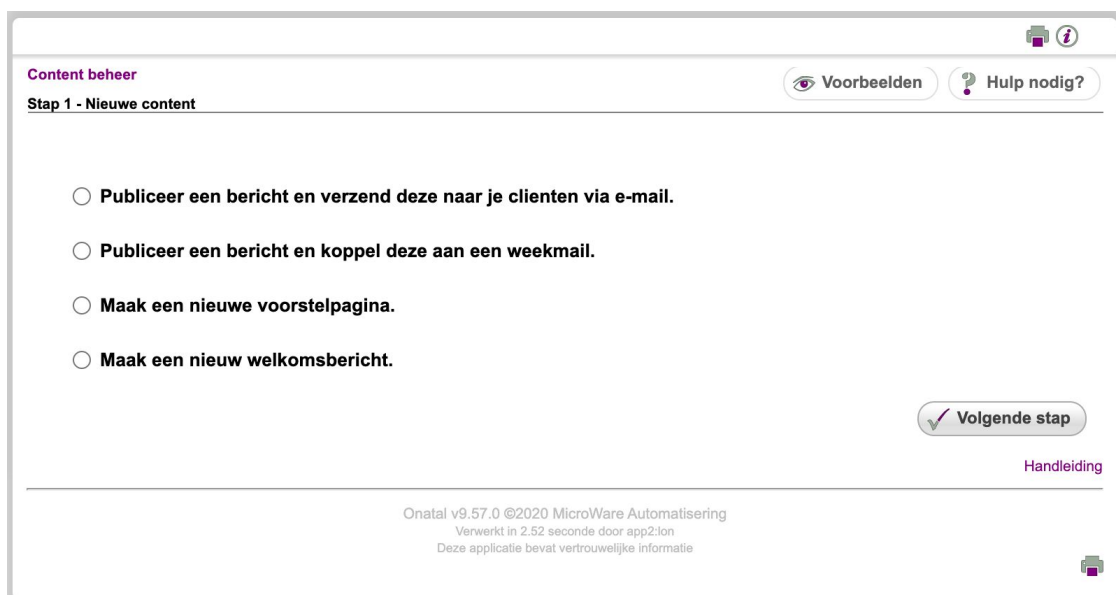 Content beheer
Voorbeelden
Hulp nodig?
Stap 1 - Nieuwe content
Publiceer een bericht en verzend deze naar je clienten via e-mail.
Publiceer een bericht en koppel deze aan een weekmail.
Maak een nieuwe voorstelpagina.
Maak een nieuw welkomsbericht.
Volgende stap
Handleiding
Onatal v9.57.0 ©2020 MicroWare Automatisering
Verwerkt in 2.52 seconde door app2:lon
Deze applicatie bevat vertrouwelijke informatie